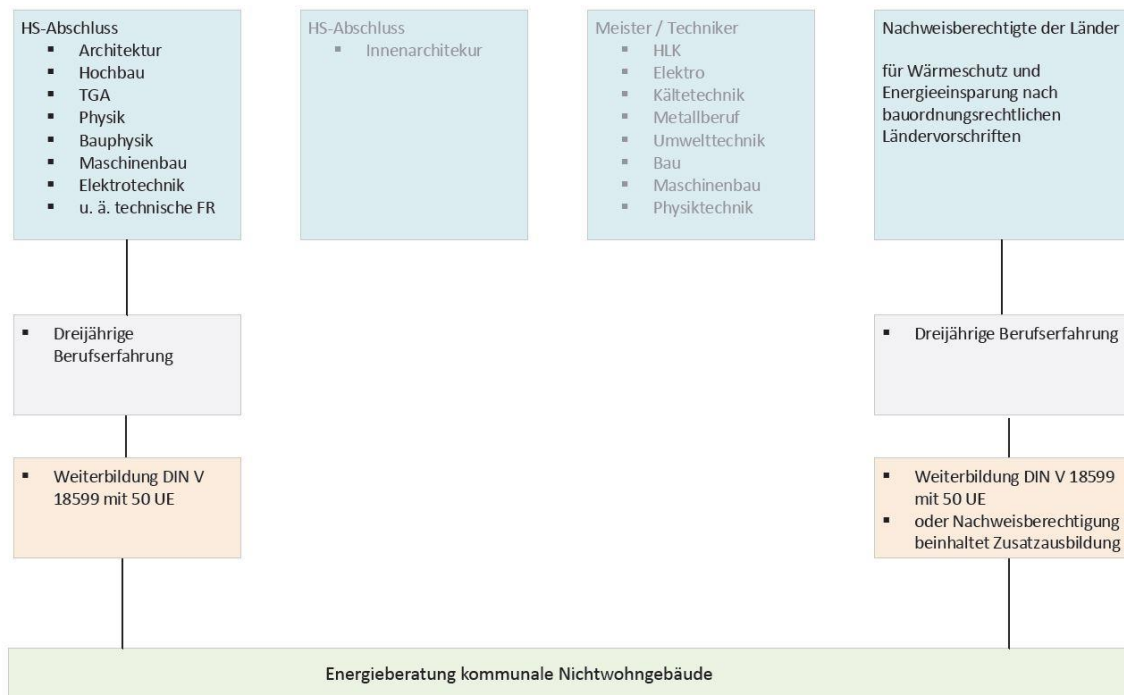 HS-Abschluss
▪ Architektur
▪ Hochbau
▪ TGA
▪ Physik
▪ Bauphysik
▪ Maschinenbau
▪ Elektrotechnik
▪ u. ä. technische FR
HS-Abschluss
▪ Innenarchitekur
Meister / Techniker
▪ HLK
▪ Elektro
▪ Kältetechnik
▪ Metallberuf
▪ Umwelttechnik
▪ Bau
▪ Maschinenbau
▪ Physiktechnik
Nachweisberechtigte der Länder
für Wärmeschutz und
Energieeinsparung nach
bauordnungsrechtlichen
Ländervorschriften
▪ Dreijährige
Berufserfahrung
▪ Dreijährige Berufserfahrung
▪ Weiterbildung DIN V
18599 mit 50 UE
▪ Weiterbildung DIN V 18599
mit 50 UE
▪ oder Nachweisberechtigung
beinhaltet Zusatzausbildung
Energieberatung kommunale Nichtwohngebäude